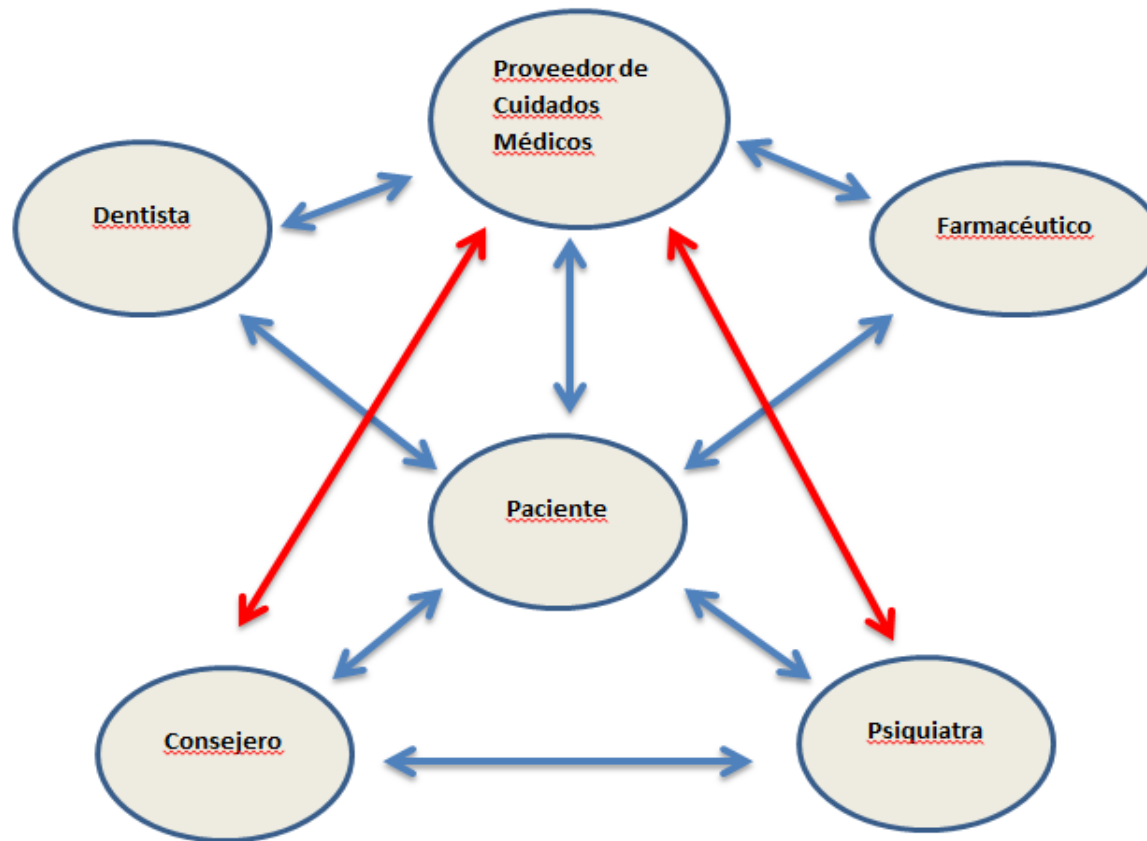 Proveedor de
Cuidados
Médicos
Dentista
Farmacéutico
Paciente
Consejero
Psiquiatra